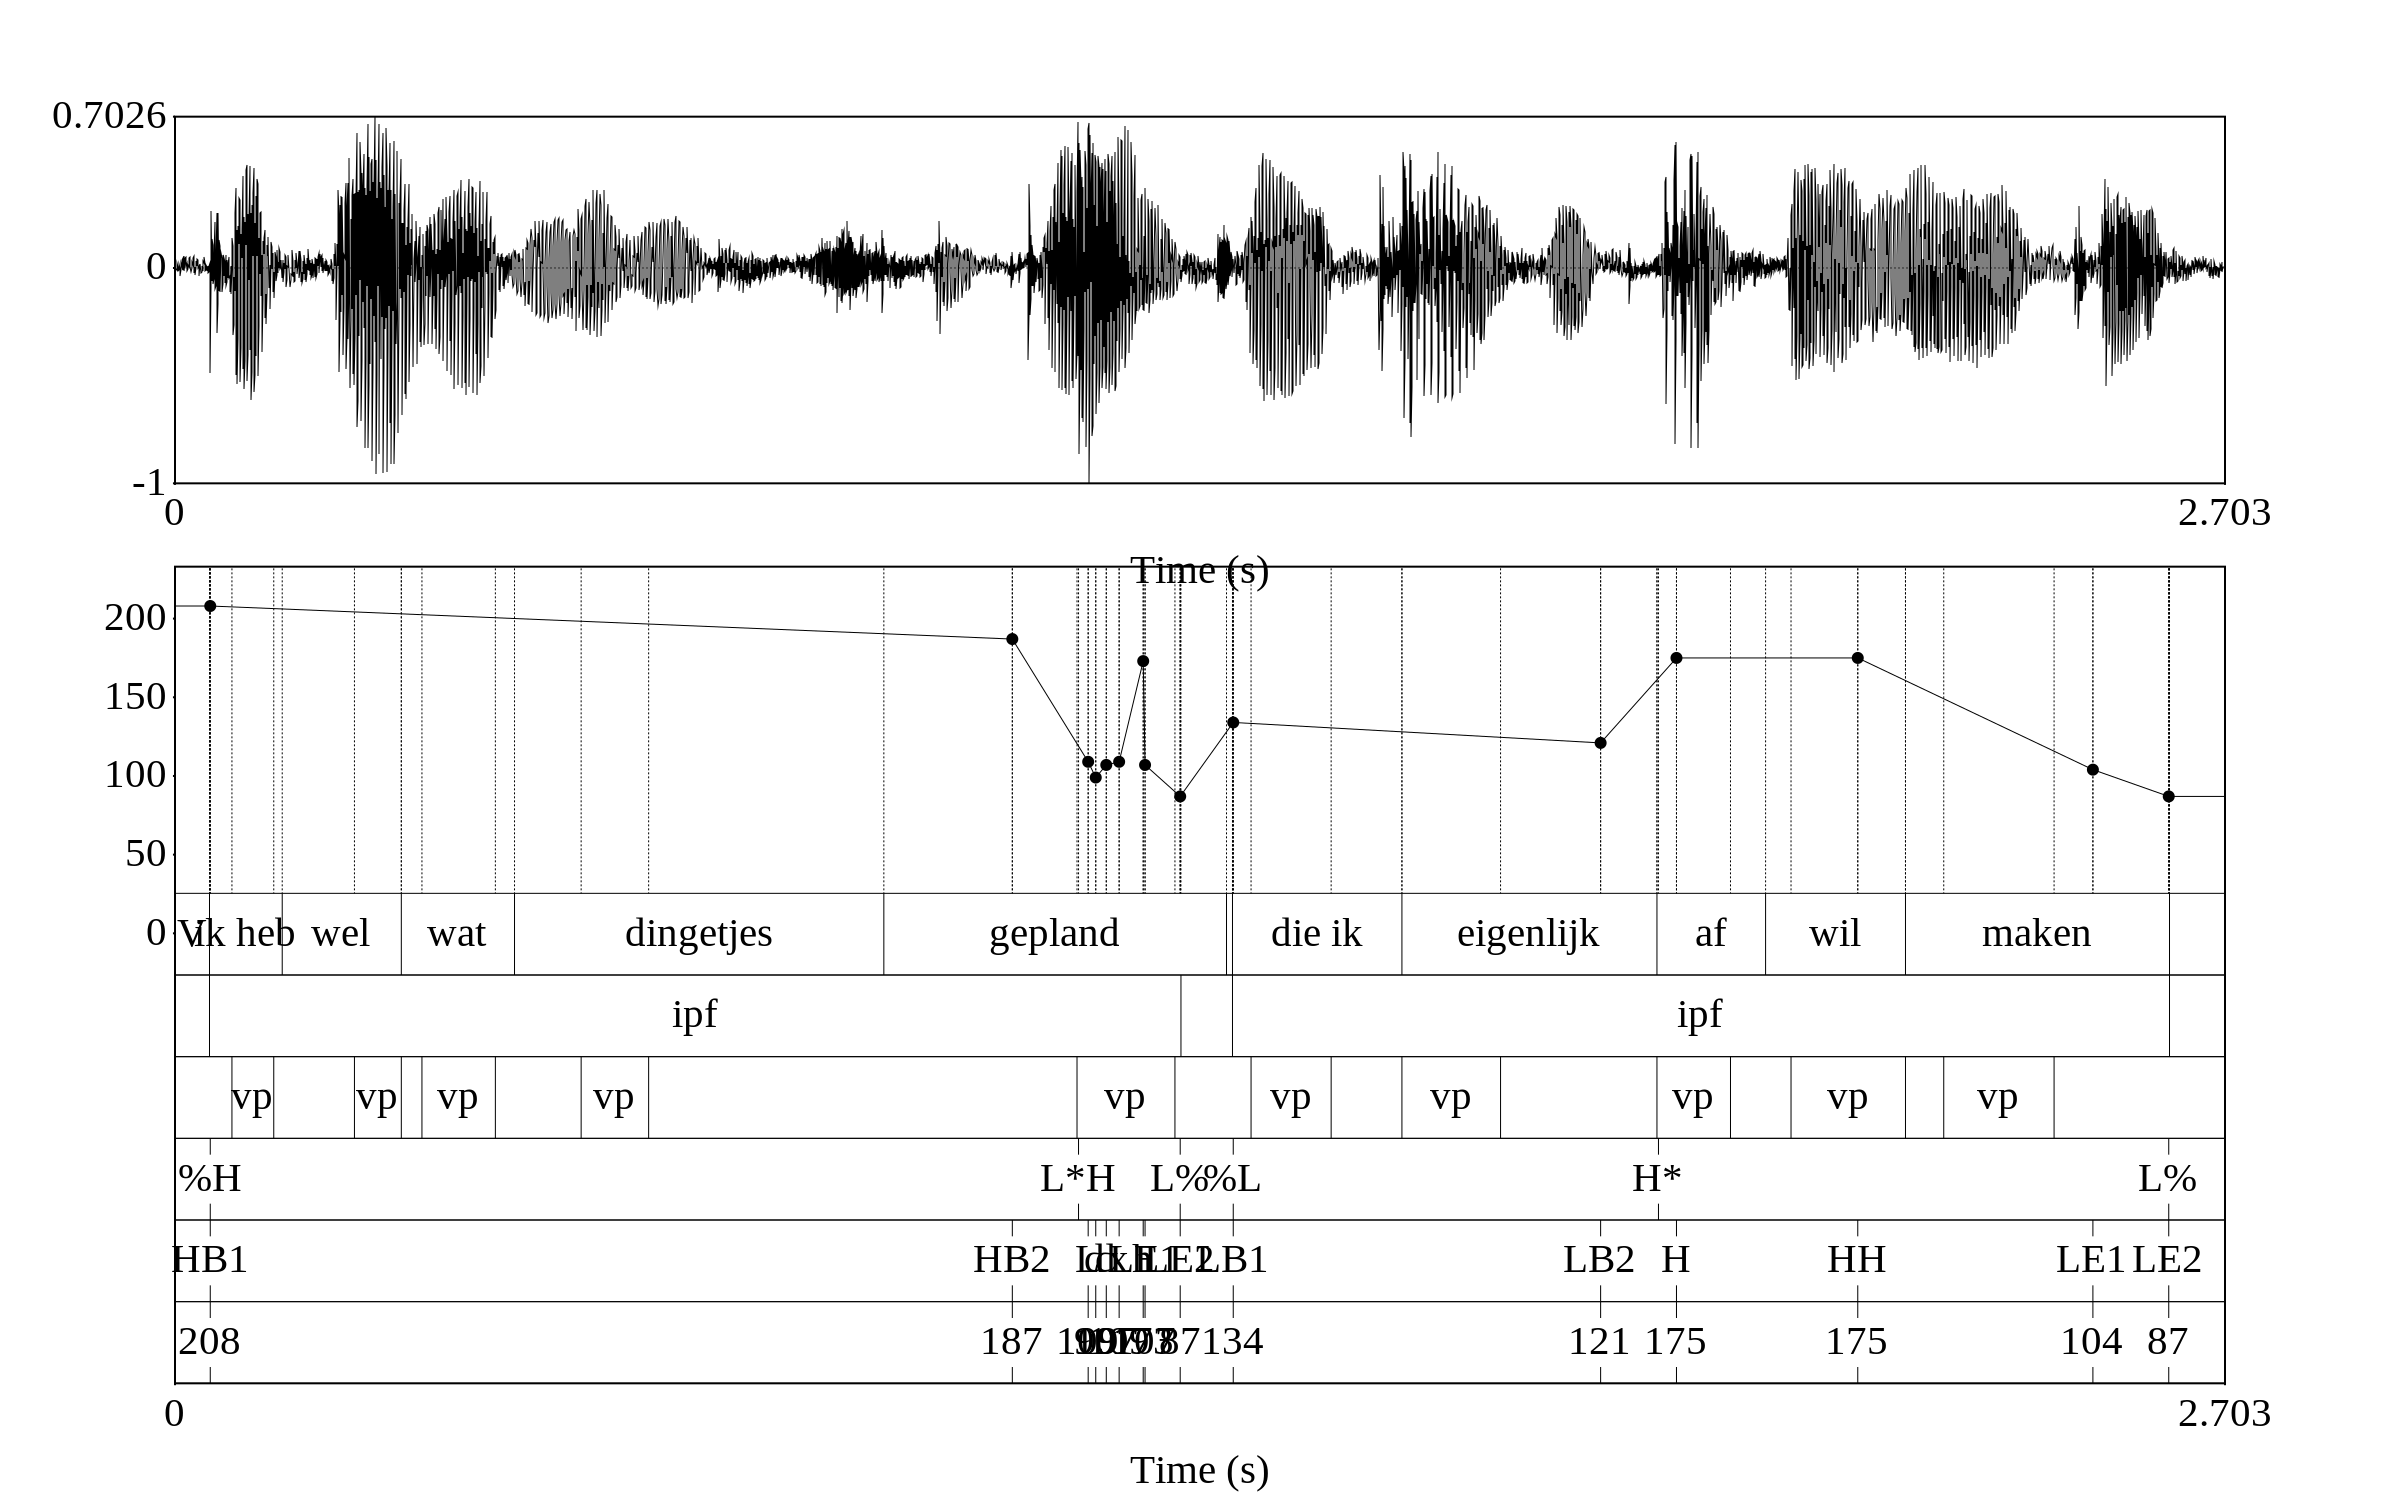 0.7026
0
-1
0 2.703
Time (s)
200
150
100
50
0
ik heb wel wat dingetjes gepland die ik eigenlijk af wil maken
ipf ipf
vp vp vp vp vp vp vp vp vp vp
%H L*H L% %L H* L%
HB1 HB2 LE2 LB1 LB2 H HH LE1 LE2
208 187 87 134 121 175 175 104 87
0 2.703
Time (s)